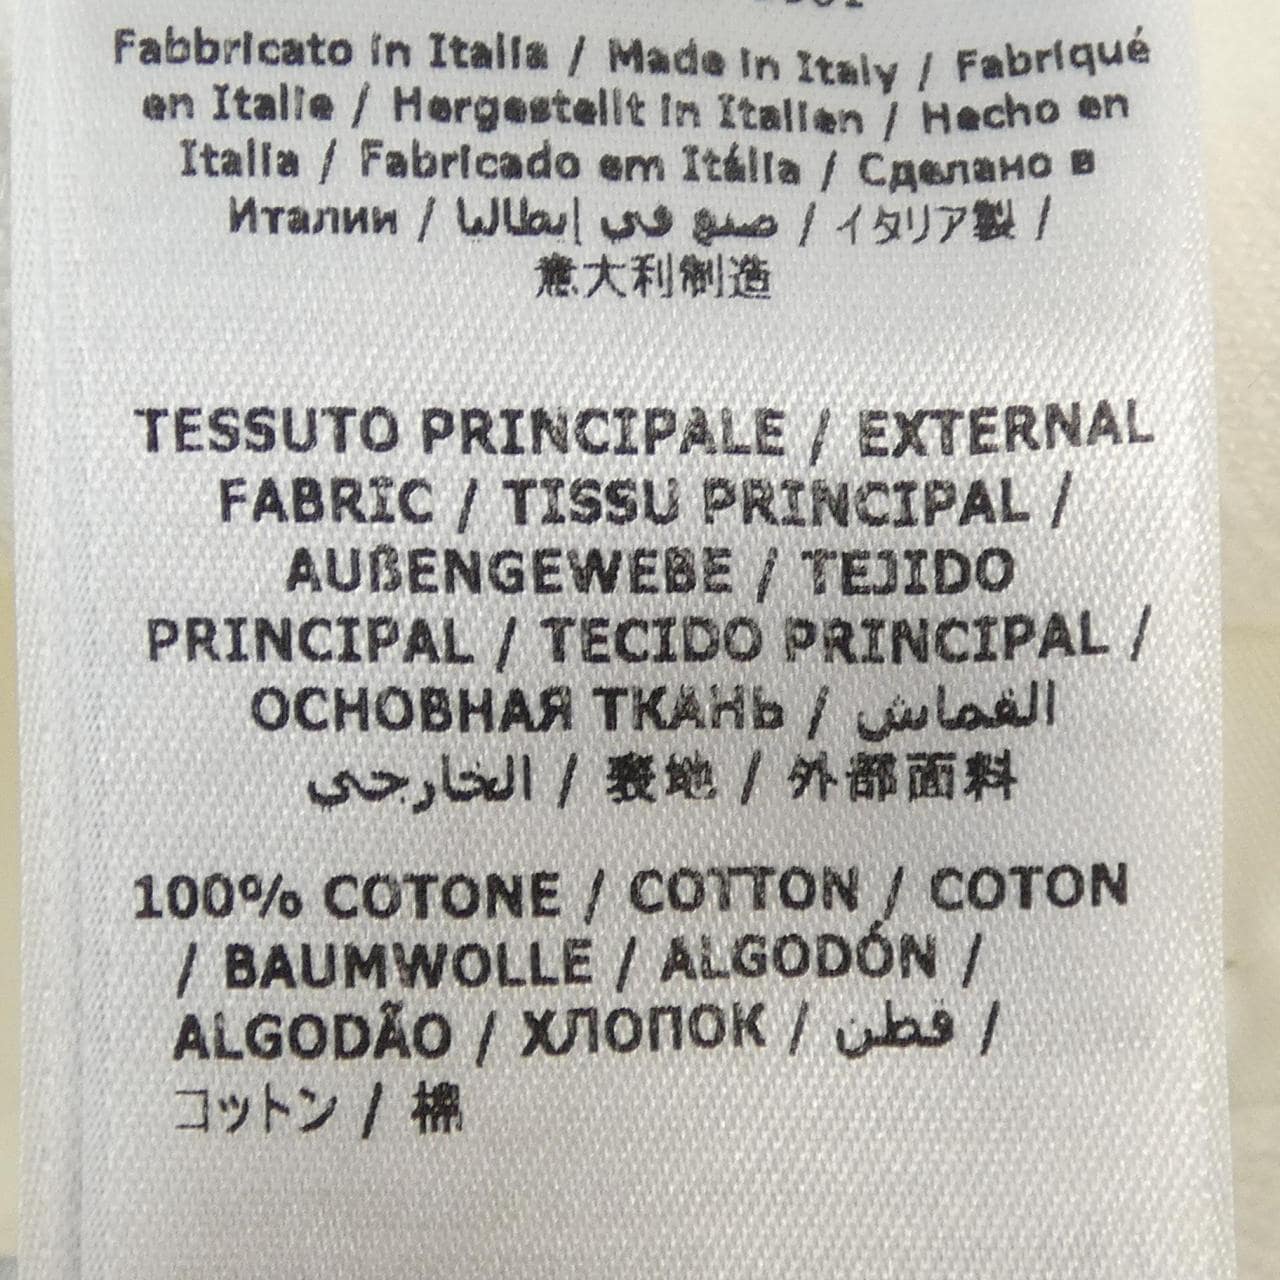 Fabbricato in Italia / Made in Italy / Fabriqué
en Italie / Hergestellt in Italien / Hecho en
Italia / Fabricado em Itália / Сделано в
Италии / صنع في إيطاليا / イタリア製 /
意大利制造
TESSUTO PRINCIPALE / EXTERNAL
FABRIC / TISSU PRINCIPAL /
AUßENGEWEBE / TEJIDO
PRINCIPAL / TECIDO PRINCIPAL /
ОСНОВНАЯ ТКАНЬ / القماش
الخارجي / 表地 / 外部面料
100% COTONE / COTTON / COTON
/ BAUMWOLLE / ALGODÓN /
ALGODÃO / ХЛОПОК / قطن /
コットン / 棉